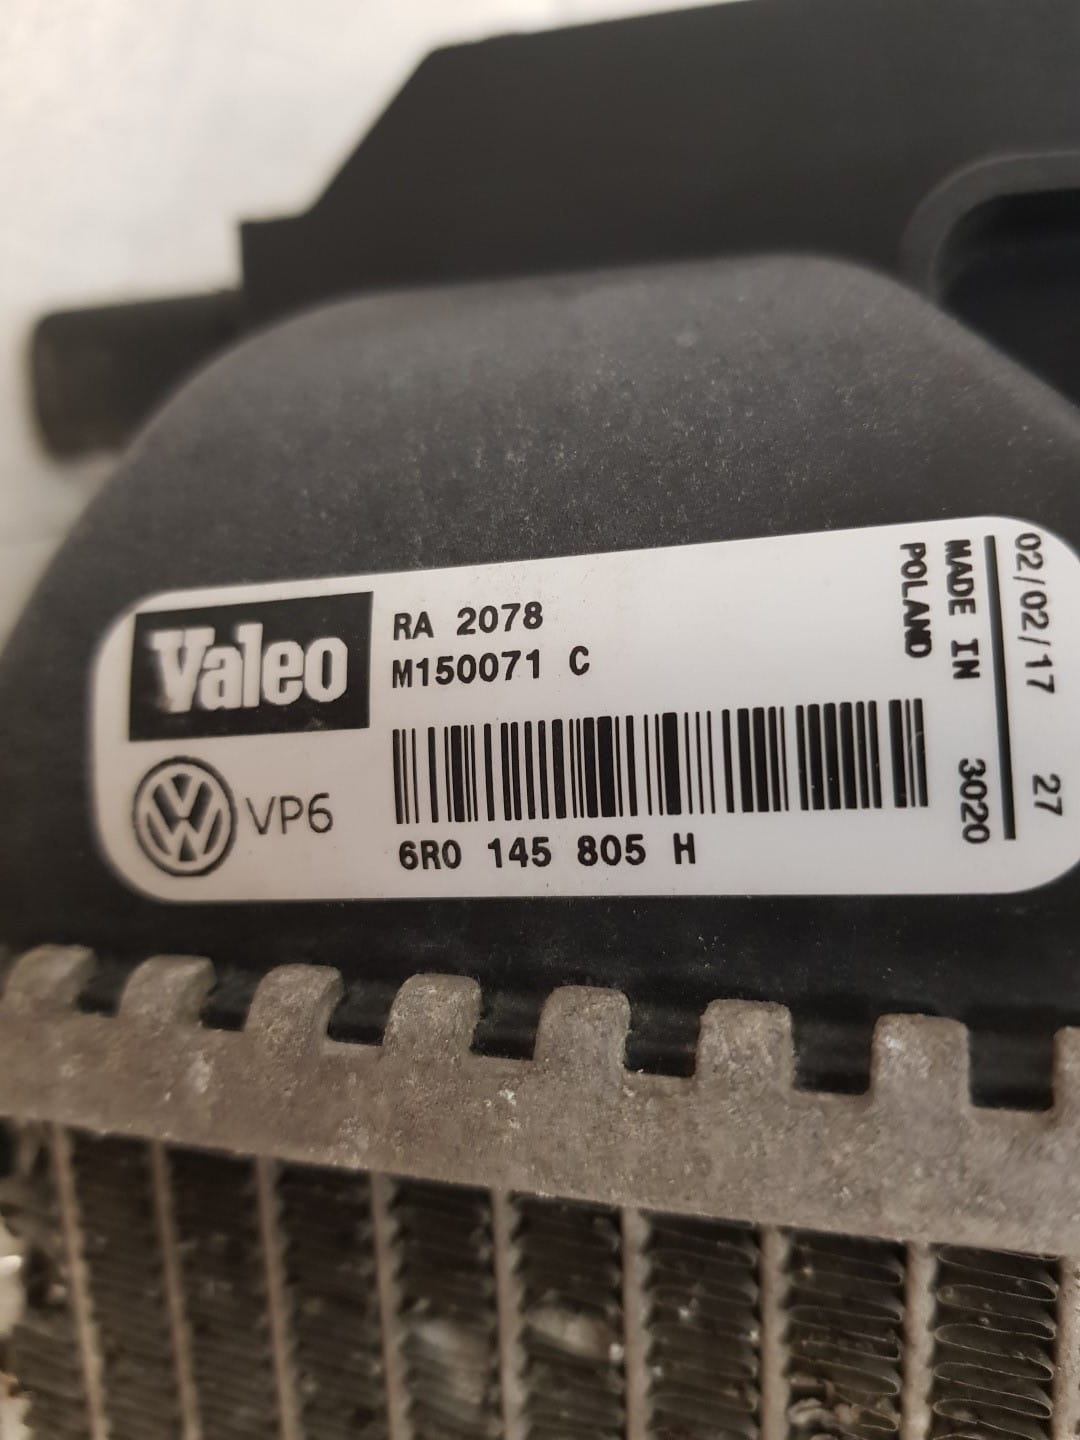 Valeo
RA 2078
M150071 C
VP6
6R0 145 805 H
02/02/17 27
MADE IN 3020
POLAND